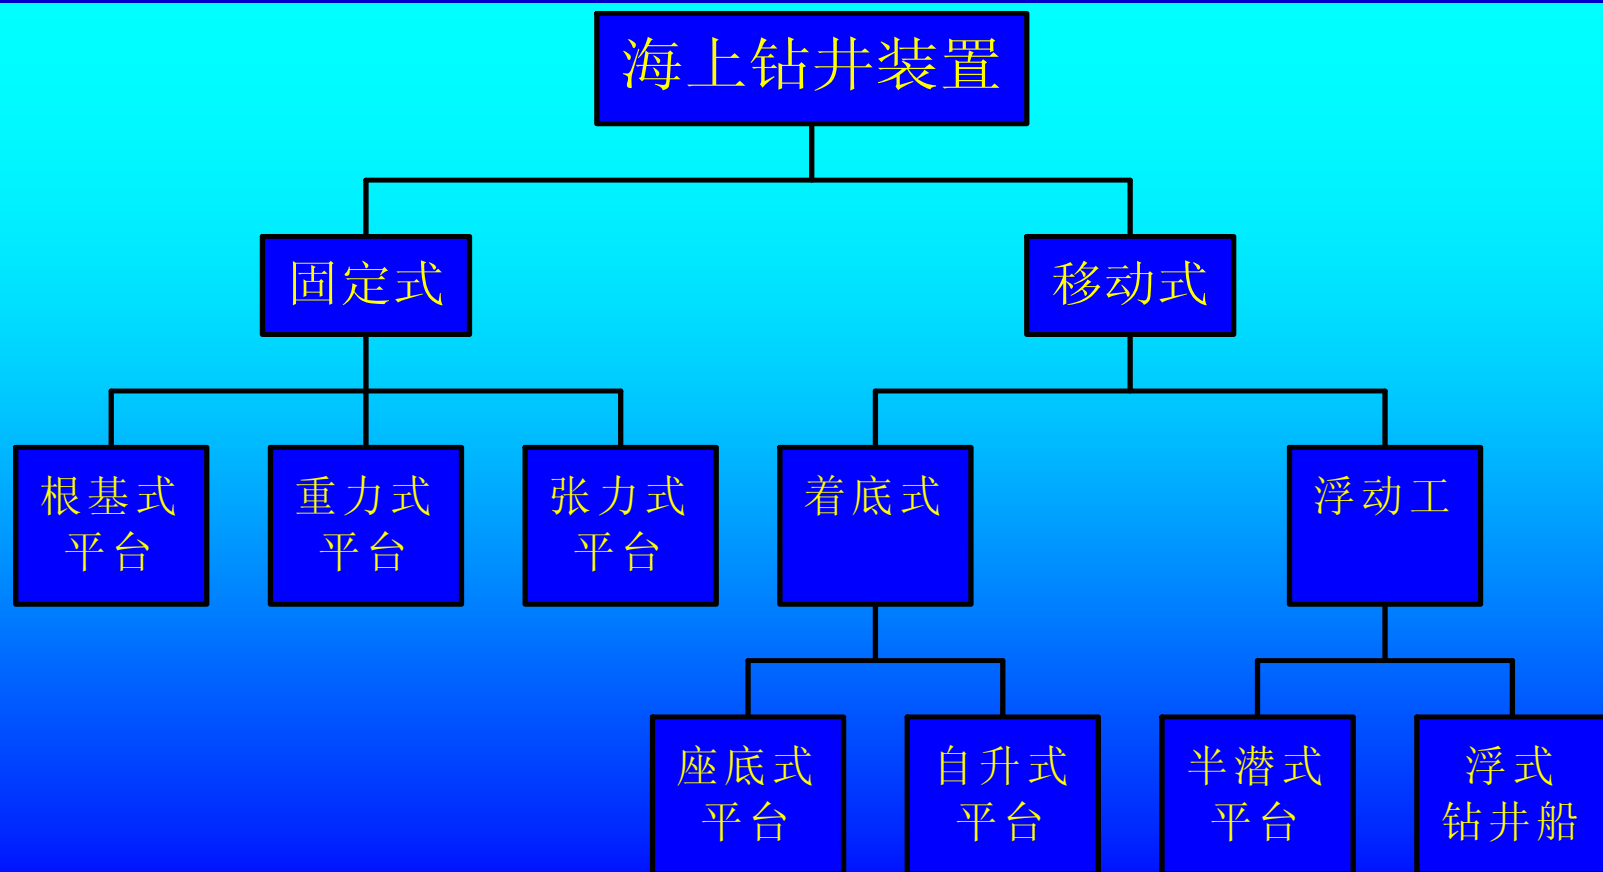 海上钻井装置
固定式
移动式
根基式
平台
重力式
平台
张力式
平台
着底式
浮动工
座底式
平台
自升式
平台
半潜式
平台
浮式
钻井船